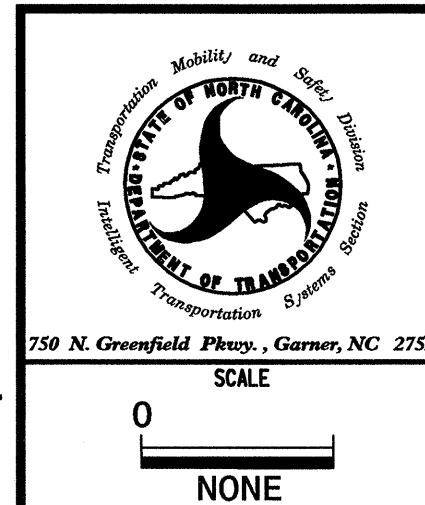 Transportation Mobility and Safety Division
STATE OF NORTH CAROLINA
DEPARTMENT OF TRANSPORTATION
Intelligent Transportation Systems Section
750 N. Greenfield Pkwy. , Garner, NC 275
SCALE
0
NONE